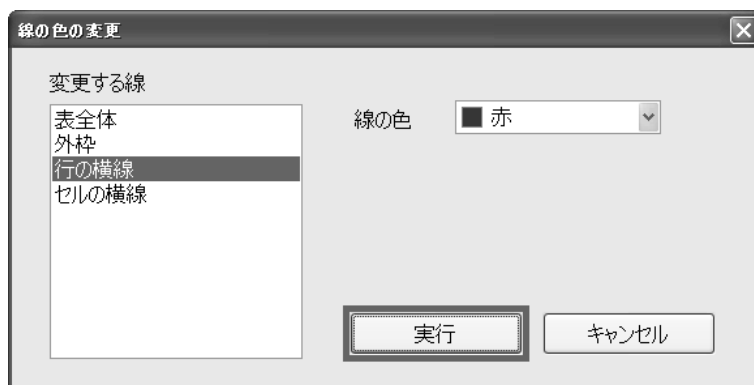 線の色の変更
変更する線
表全体
外枠
行の横線
セルの横線
線の色
赤
実行
キャンセル